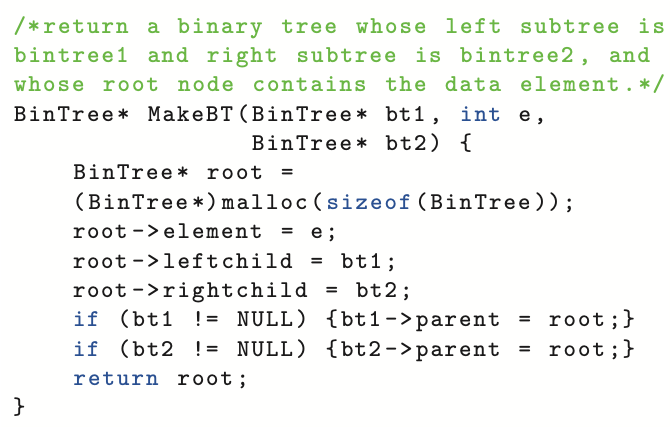 /*return a binary tree whose left subtree is
bintree1 and right subtree is bintree2, and
whose root node contains the data element.*/
BinTree* MakeBT(BinTree* bt1, int e,
                BinTree* bt2) {
    BinTree* root =
    (BinTree*)malloc(sizeof(BinTree));
    root->element = e;
    root->leftchild = bt1;
    root->rightchild = bt2;
    if (bt1 != NULL) {bt1->parent = root;}
    if (bt2 != NULL) {bt2->parent = root;}
    return root;
}